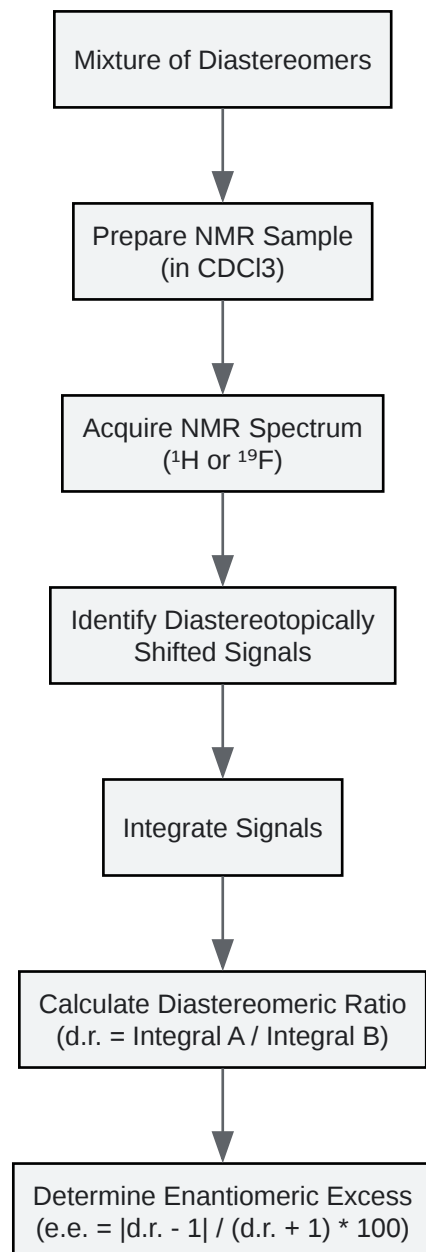 Mixture of Diastereomers
Prepare NMR Sample
(in CDCl3)
Acquire NMR Spectrum
(¹H or ¹⁹F)
Identify Diastereotopically
Shifted Signals
Integrate Signals
Calculate Diastereomeric Ratio
(d.r. = Integral A / Integral B)
Determine Enantiomeric Excess
(e.e. = |d.r. - 1| / (d.r. + 1) * 100)